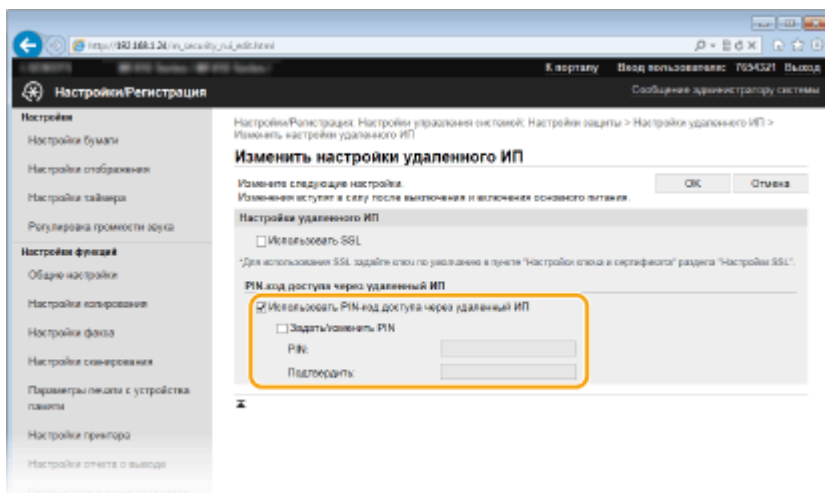 http://192.168.1.24/m_security_rui_edit.html
К порталу Вход пользователя: 7654321 Выход
Настройки/Регистрация
Сообщение администратору системы
Настройки
Настройки бумаги
Настройки отображения
Настройки таймера
Регулировка громкости звука
Настройки функций
Общие настройки
Настройки копирования
Настройки факса
Настройки сканирования
Параметры печати с устройства
памяти
Настройки принтера
Настройки отчета о выводе
Настройки/Регистрация: Настройки управления системой: Настройки защиты > Настройки удаленного ИП >
Изменить настройки удаленного ИП
Изменить настройки удаленного ИП
Измените следующие настройки.
Изменения вступят в силу после выключения и включения основного питания.
OK Отмена
Настройки удаленного ИП
Использовать SSL
*Для использования SSL задайте ключ по умолчанию в пункте "Настройки ключа и сертификата" раздела "Настройки SSL".
PIN-код доступа через удаленный ИП
Использовать PIN-код доступа через удаленный ИП
Задать/изменить PIN
PIN:
Подтвердить: